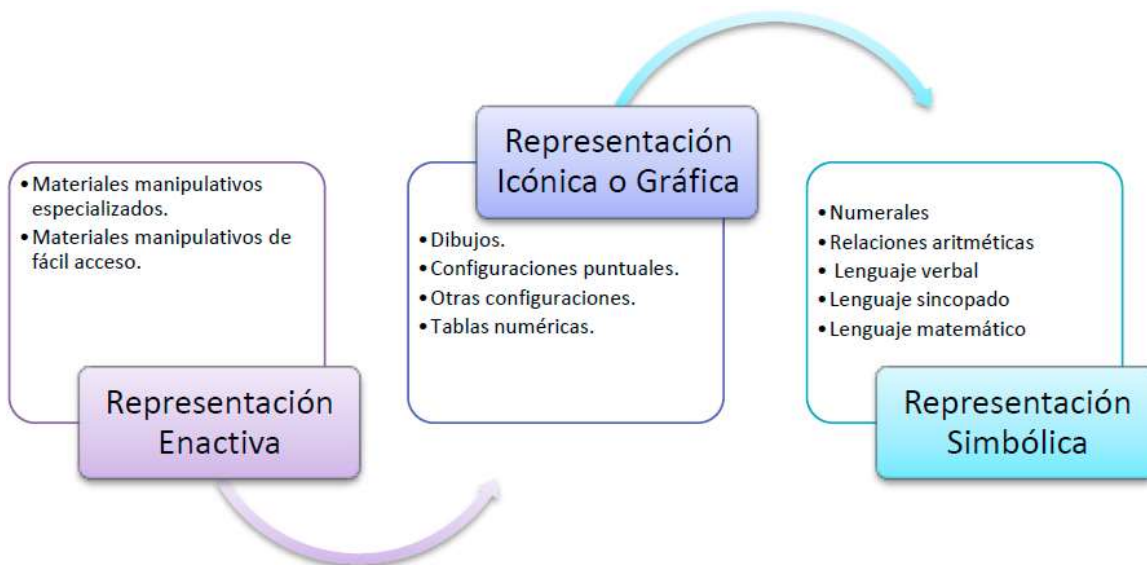 • Materiales manipulativos
especializados.
• Materiales manipulativos de
fácil acceso.
Representación
Enactiva
Representación
Icónica o Gráfica
• Dibujos.
• Configuraciones puntuales.
• Otras configuraciones.
• Tablas numéricas.
• Numerales
• Relaciones aritméticas
• Lenguaje verbal
• Lenguaje sincopado
• Lenguaje matemático
Representación
Simbólica